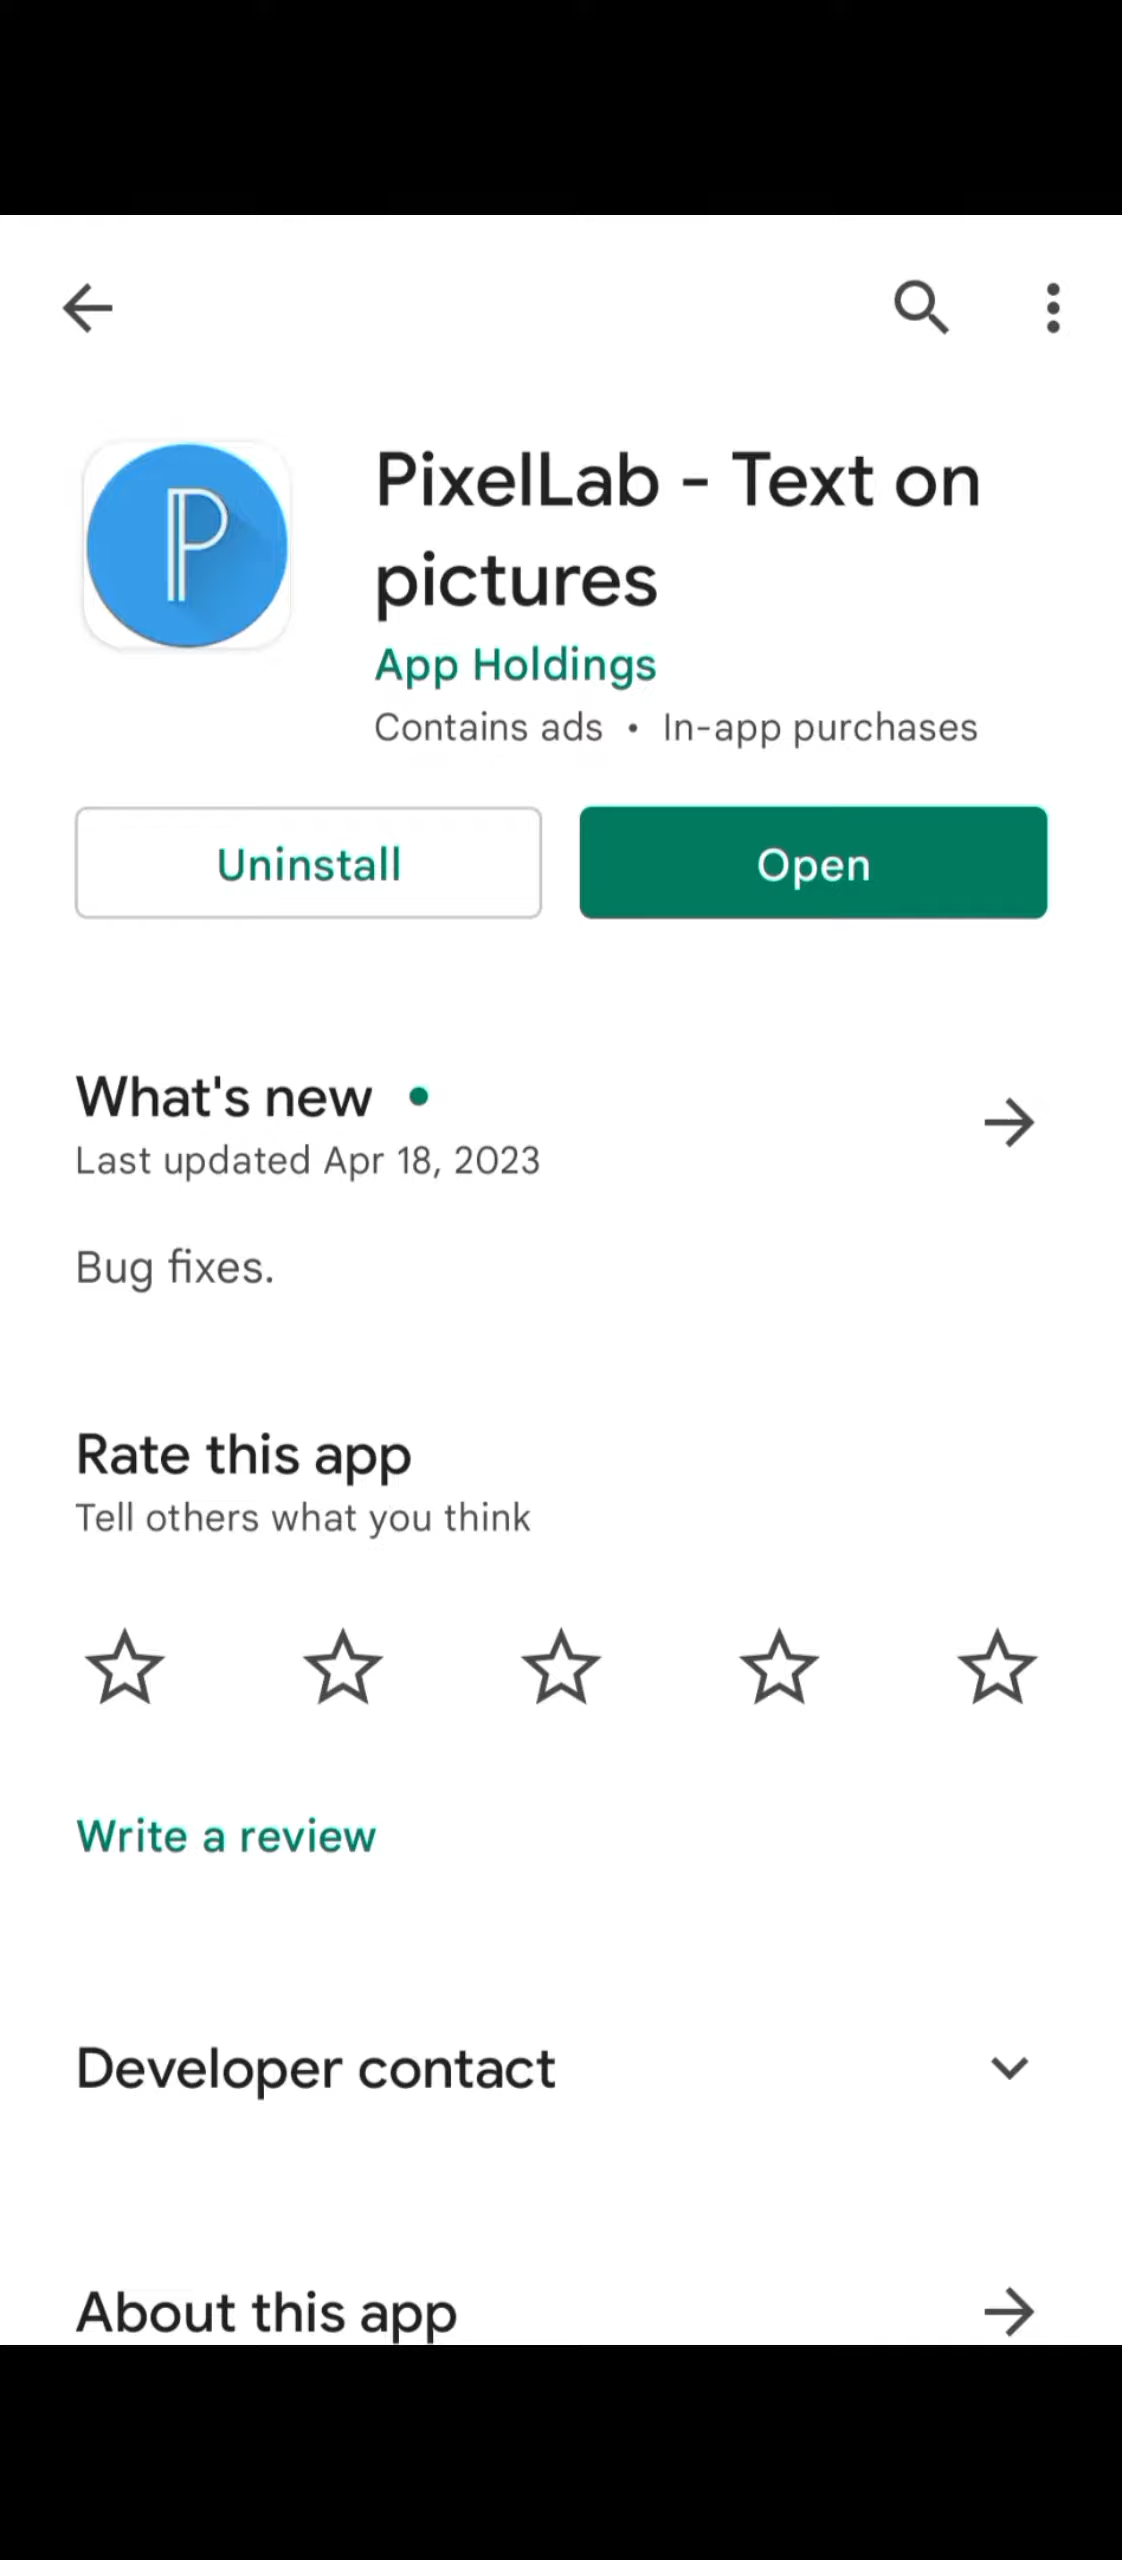 PixelLab - Text on
pictures
App Holdings
Contains ads • In-app purchases
Uninstall
Open
What's new •
Last updated Apr 18, 2023
Bug fixes.
Rate this app
Tell others what you think
Write a review
Developer contact
About this app